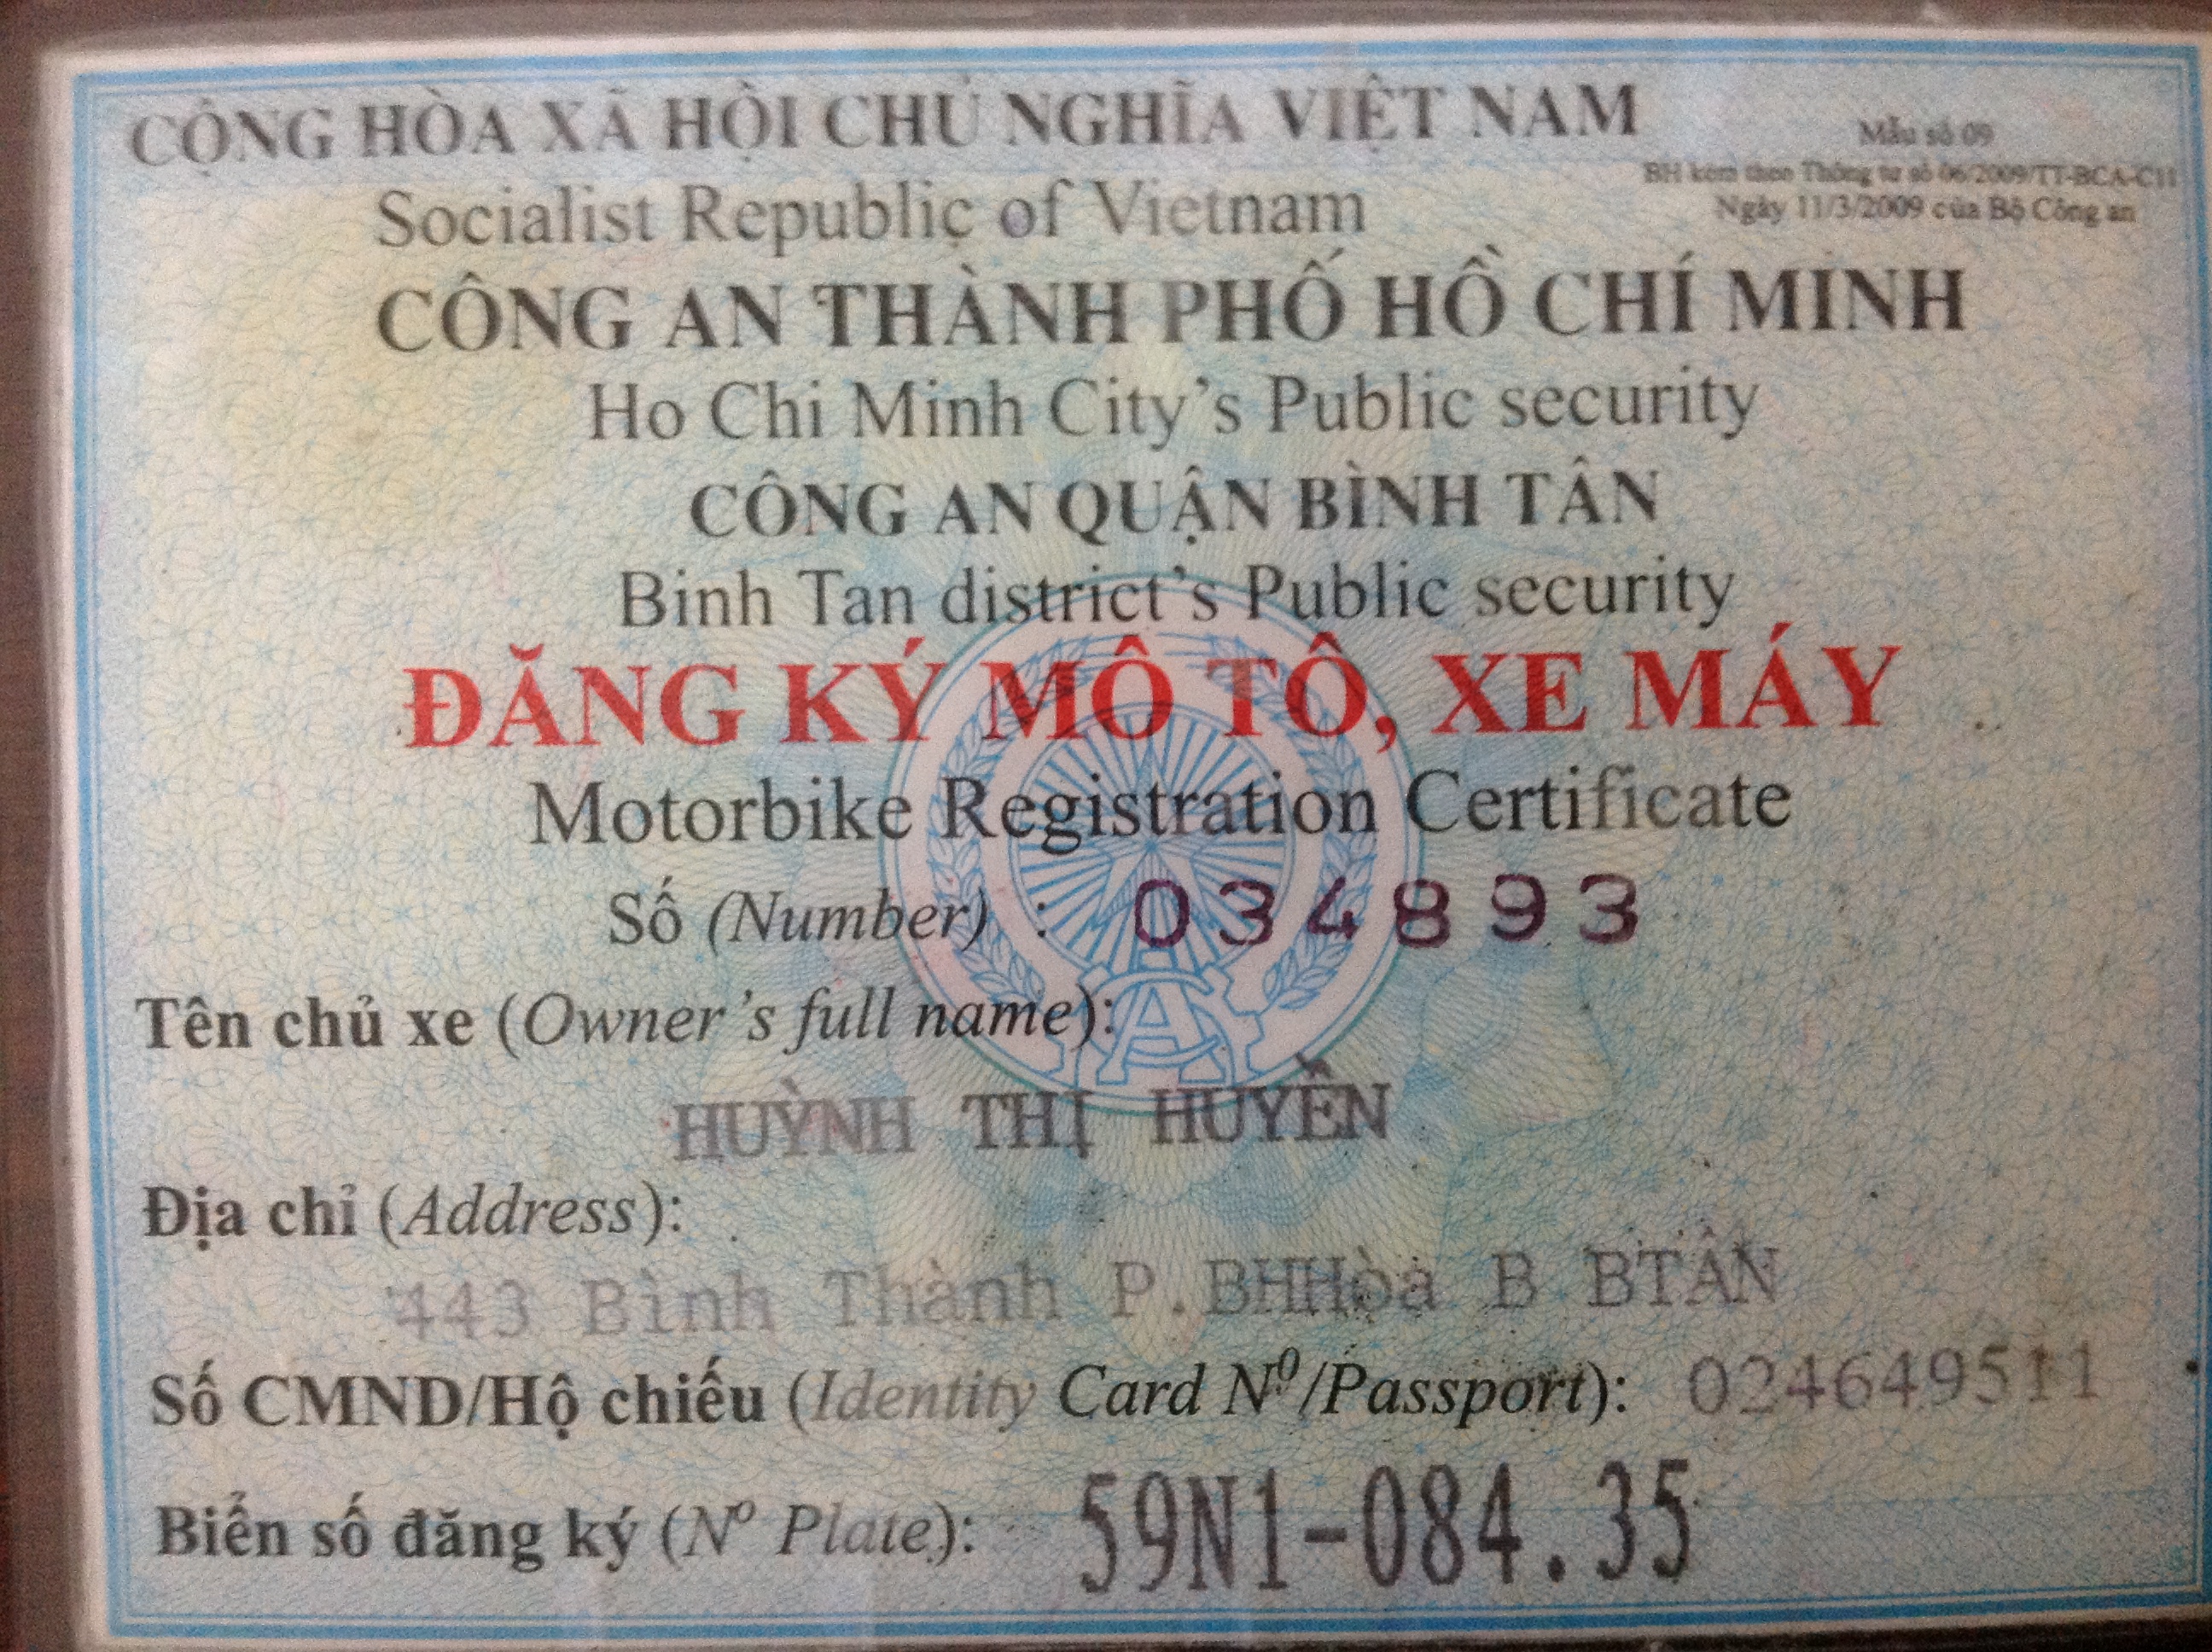 CỘNG HÒA XÃ HỘI CHỦ NGHĨA VIỆT NAM
Mẫu số 09
BH kèm theo Thông tư số 06/2009/TT-BCA-C11
Ngày 11/3/2009 của Bộ Công an
Socialist Republic of Vietnam
CÔNG AN THÀNH PHỐ HỒ CHÍ MINH
Ho Chi Minh City's Public security
CÔNG AN QUẬN BÌNH TÂN
Binh Tan district's Public security
ĐĂNG KÝ MÔ TÔ, XE MÁY
Motorbike Registration Certificate
Số (Number) : 034893
Tên chủ xe (Owner's full name):
HUỲNH THỊ HUYỀN
Địa chỉ (Address):
443 Bình Thành P.BHHòa B BTÂN
Số CMND/Hộ chiếu (Identity Card Nº/Passport): 024649511
Biển số đăng ký (Nº Plate): 59N1-084.35